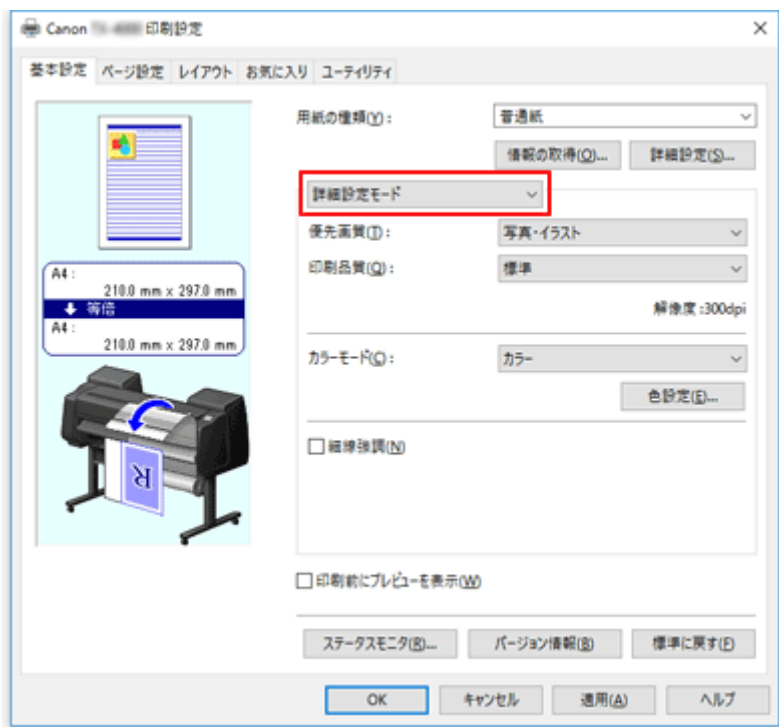 Canon 印刷設定
基本設定 ページ設定 レイアウト お気に入り ユーティリティ
用紙の種類(Y): 普通紙
情報の取得(O)... 詳細設定(S)...
詳細設定モード
優先画質(T): 写真・イラスト
印刷品質(Q): 標準
解像度:300dpi
カラーモード(C): カラー
色設定(E)...
細線強調(N)
A4:
210.0 mm x 297.0 mm
等倍
A4:
210.0 mm x 297.0 mm
R
印刷前にプレビューを表示(W)
ステータスモニタ(R)... バージョン情報(B) 標準に戻す(F)
OK キャンセル 適用(A) ヘルプ